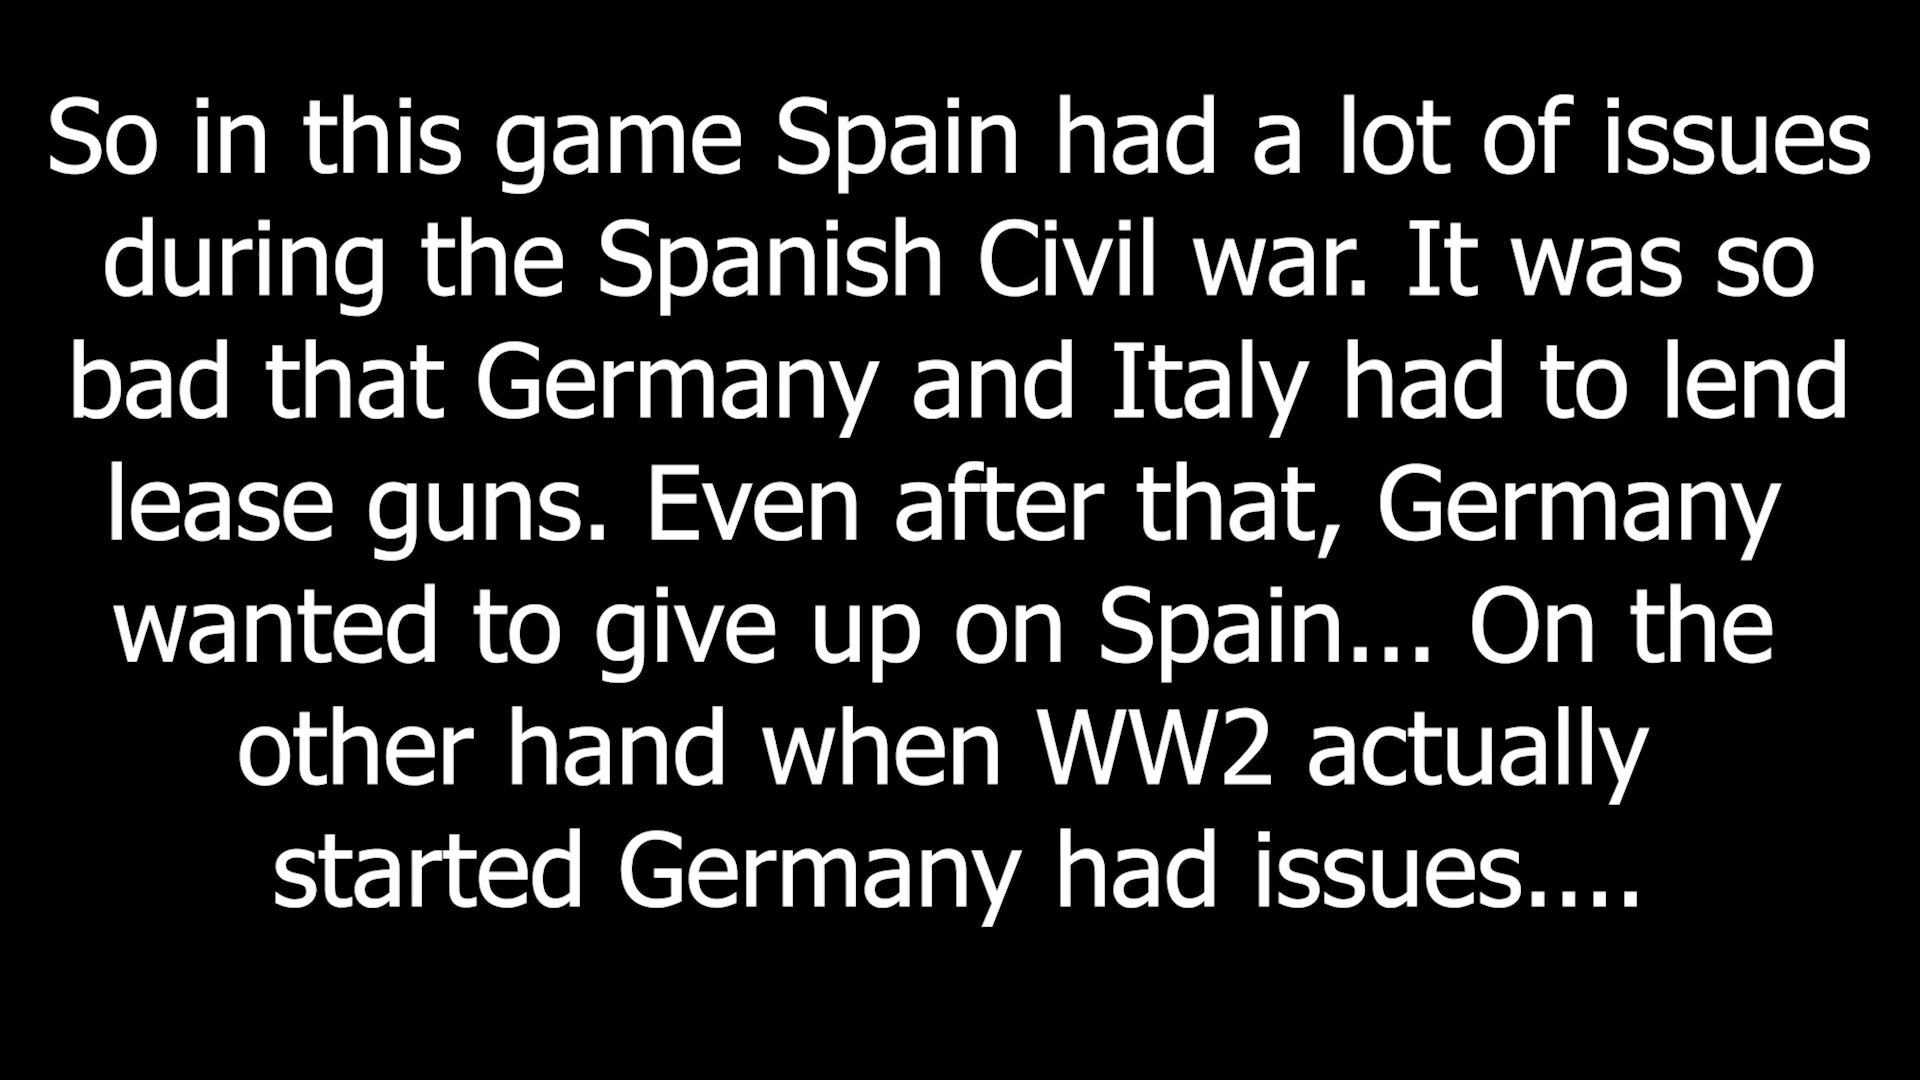 So in this game Spain had a lot of issues
during the Spanish Civil war. It was so
bad that Germany and Italy had to lend
lease guns. Even after that, Germany
wanted to give up on Spain... On the
other hand when WW2 actually
started Germany had issues....